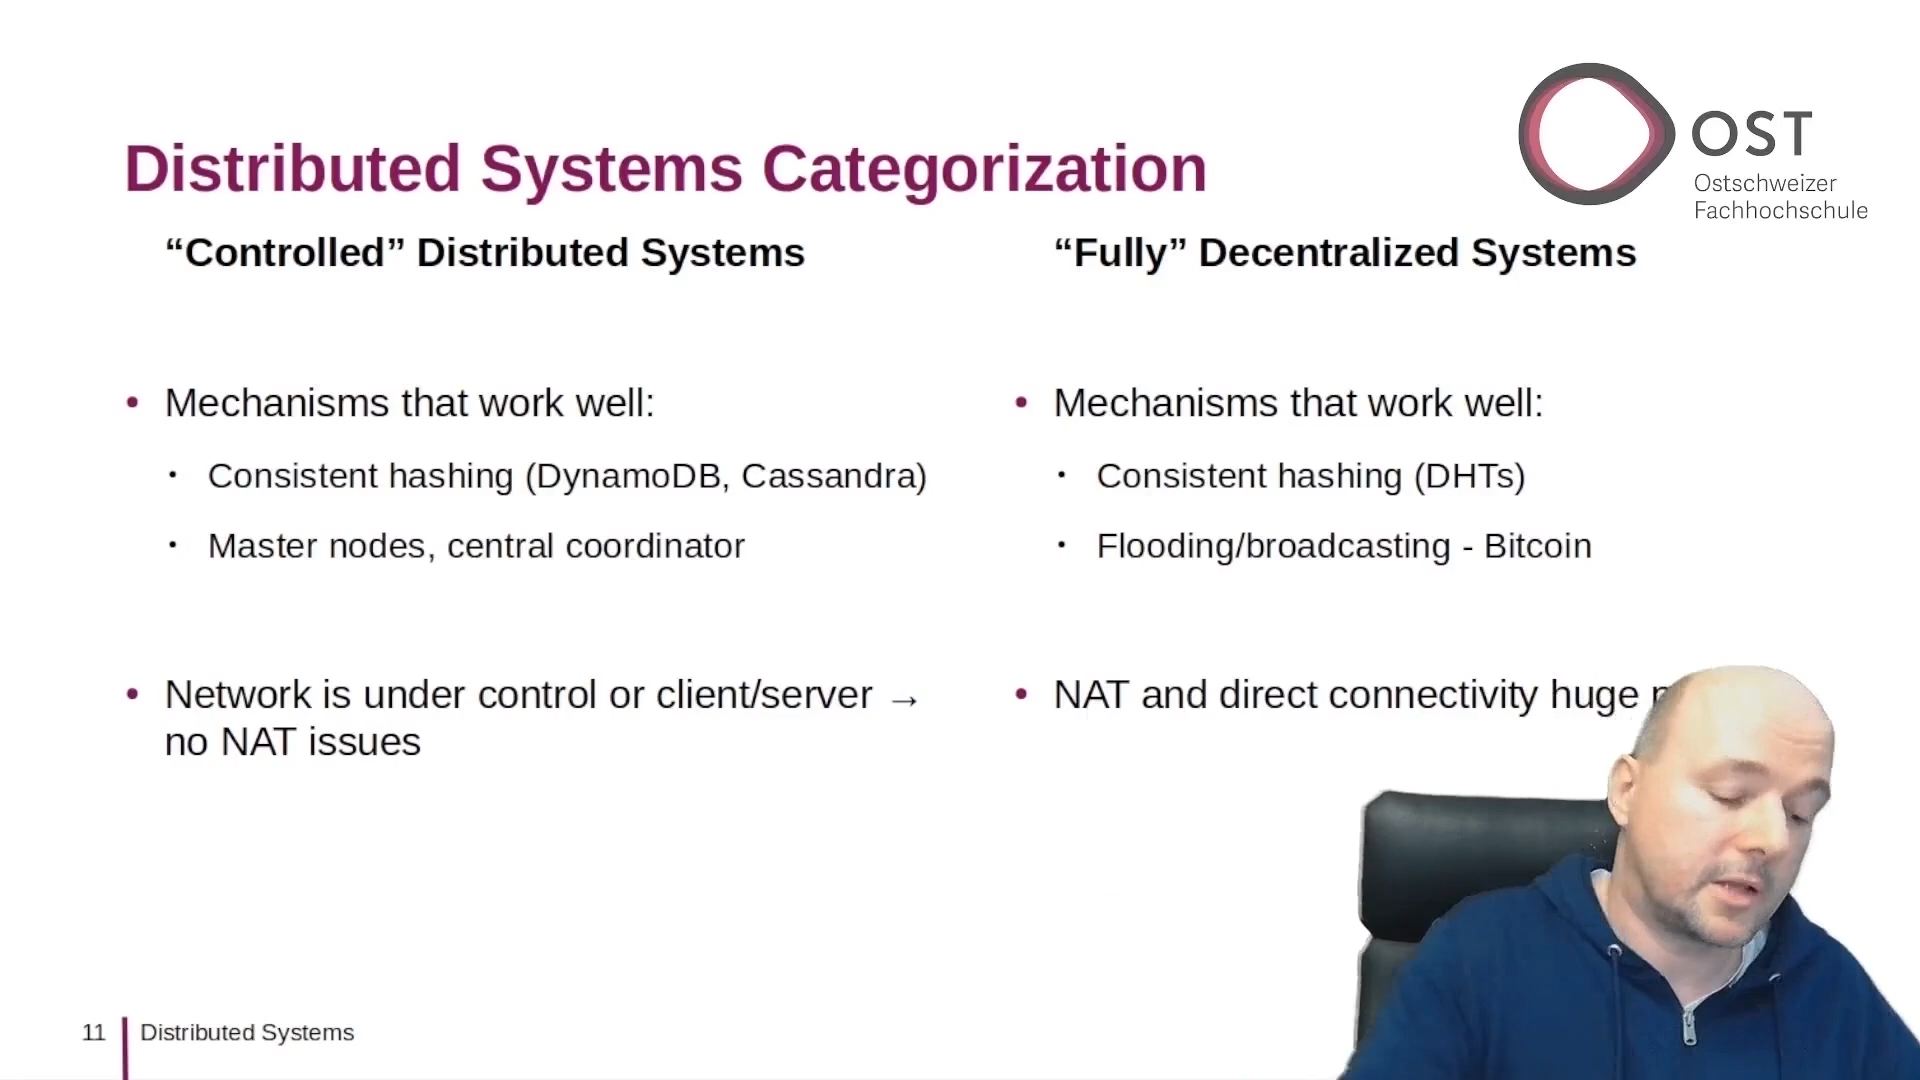 OST
Ostschweizer
Fachhochschule
Distributed Systems Categorization
“Controlled” Distributed Systems
• Mechanisms that work well:
· Consistent hashing (DynamoDB, Cassandra)
· Master nodes, central coordinator
• Network is under control or client/server →
no NAT issues
“Fully” Decentralized Systems
• Mechanisms that work well:
· Consistent hashing (DHTs)
· Flooding/broadcasting - Bitcoin
• NAT and direct connectivity huge
11
Distributed Systems